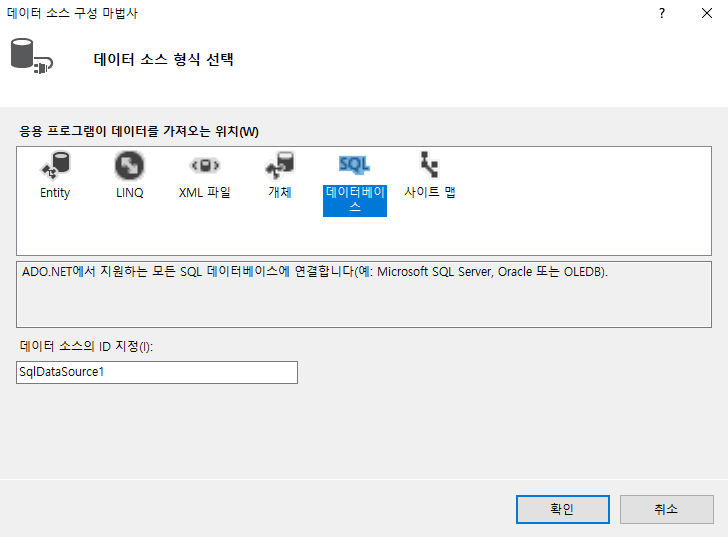 데이터 소스 구성 마법사
?
데이터 소스 형식 선택
응용 프로그램이 데이터를 가져오는 위치(W)
SQL
Entity LINQ XML 파일 개체 데이터베이 사이트 맵
스
ADO.NET에서 지원하는 모든 SQL 데이터베이스에 연결합니다(예: Microsoft SQL Server, Oracle 또는 OLEDB).
데이터 소스의 ID 지정(I):
SqlDataSource1
확인 취소